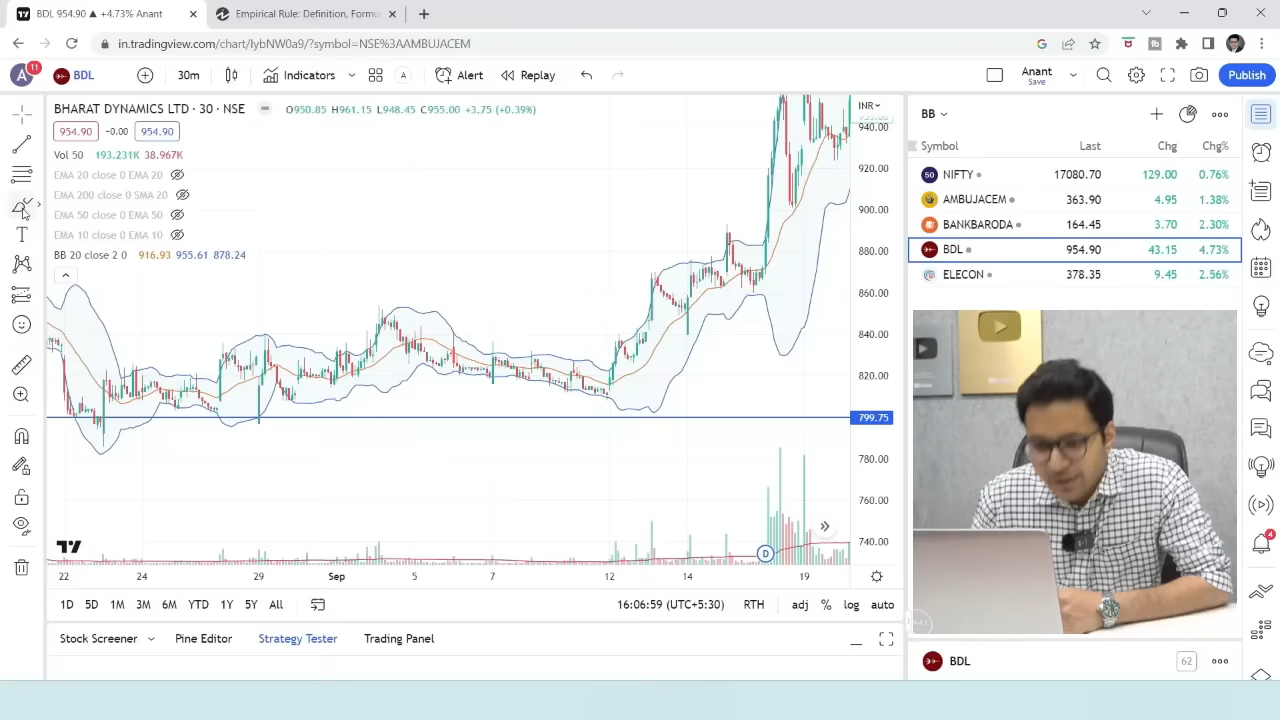 BDL 954.90 ▲ +4.73% Anant
Empirical Rule: Definition, Formu
in.tradingview.com/chart/IybNW0a9/?symbol=NSE%3AAMBUJACEM
A 11
BDL
30m
Indicators
A
Alert
Replay
Anant
Save
Publish
BHARAT DYNAMICS LTD · 30 · NSE
O950.85 H961.15 L948.45 C955.00 +3.75 (+0.39%)
INR
954.90 -0.00 954.90
Vol 50 193.231K 38.967K
EMA 20 close 0 EMA 20
EMA 200 close 0 SMA 20
EMA 50 close 0 EMA 50
EMA 10 close 0 EMA 10
BB 20 close 2 0 916.93 955.61 878.24
940.00
920.00
900.00
880.00
860.00
840.00
820.00
799.75
780.00
760.00
740.00
D
22 24 29 Sep 5 7 12 14 19
1D 5D 1M 3M 6M YTD 1Y 5Y All
16:06:59 (UTC+5:30) RTH adj % log auto
Stock Screener Pine Editor Strategy Tester Trading Panel
BB
Symbol Last Chg Chg%
50 NIFTY 17080.70 129.00 0.76%
AMBUJACEM 363.90 4.95 1.38%
BANKBARODA 164.45 3.70 2.30%
BDL 954.90 43.15 4.73%
ELECON 378.35 9.45 2.56%
4
BDL 62